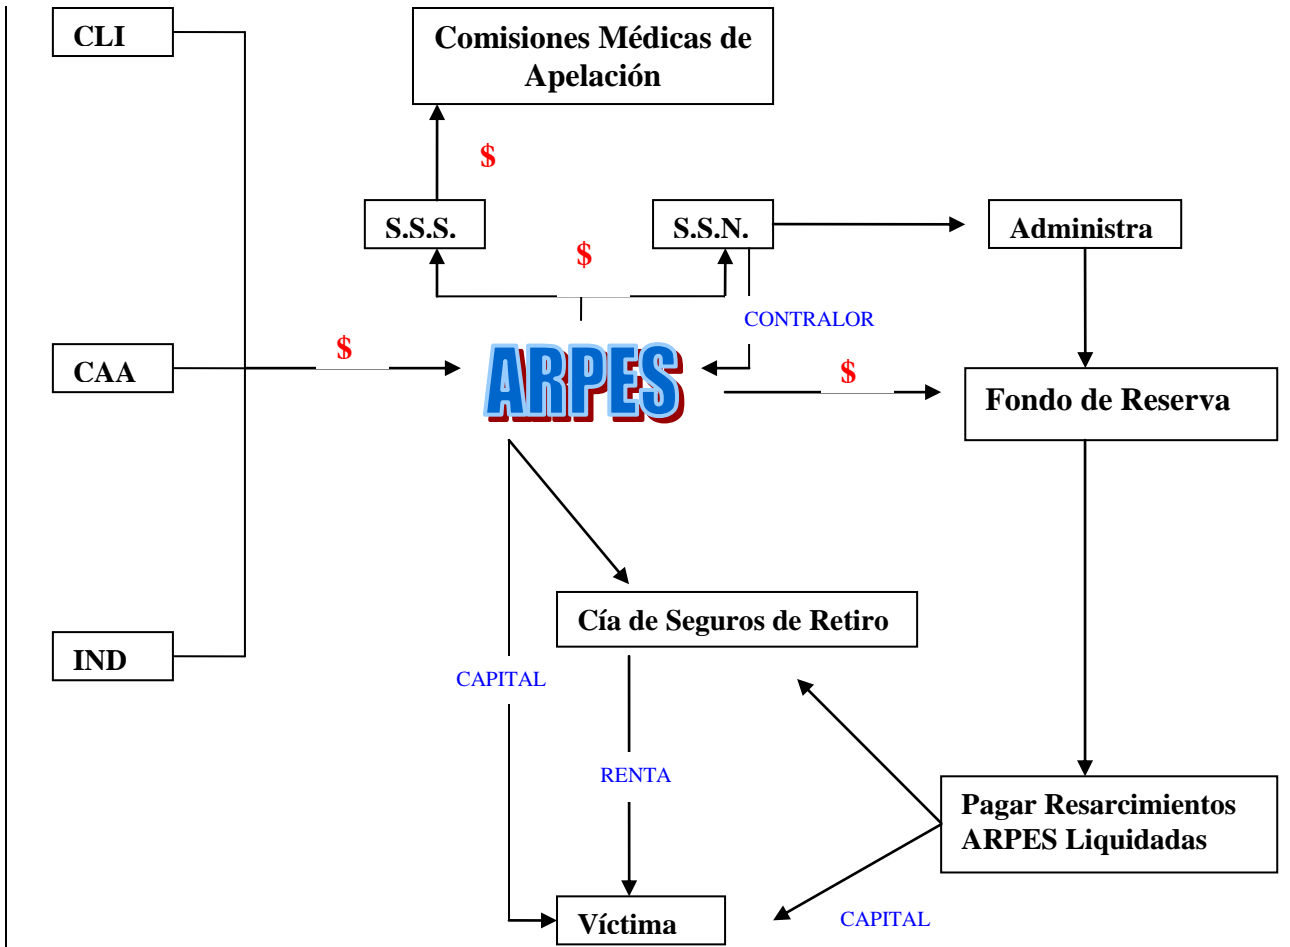 CLI
Comisiones Médicas de
Apelación
$
S.S.S.
S.S.N.
Administra
$
CONTRALOR
CAA
$
ARPES
$
Fondo de Reserva
Cía de Seguros de Retiro
IND
CAPITAL
RENTA
Pagar Resarcimientos
ARPES Liquidadas
Víctima
CAPITAL